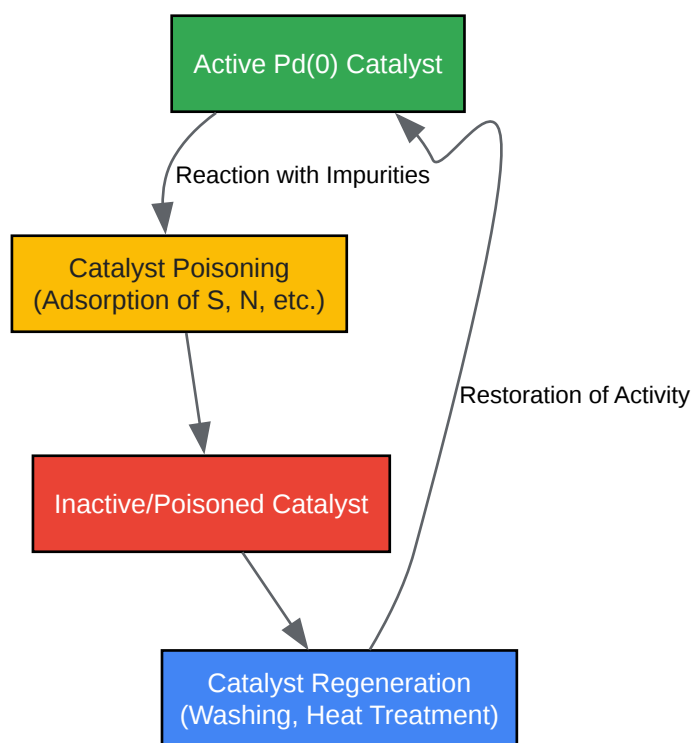 Active Pd(0) Catalyst
Reaction with Impurities
Catalyst Poisoning
(Adsorption of S, N, etc.)
Restoration of Activity
Inactive/Poisoned Catalyst
Catalyst Regeneration
(Washing, Heat Treatment)